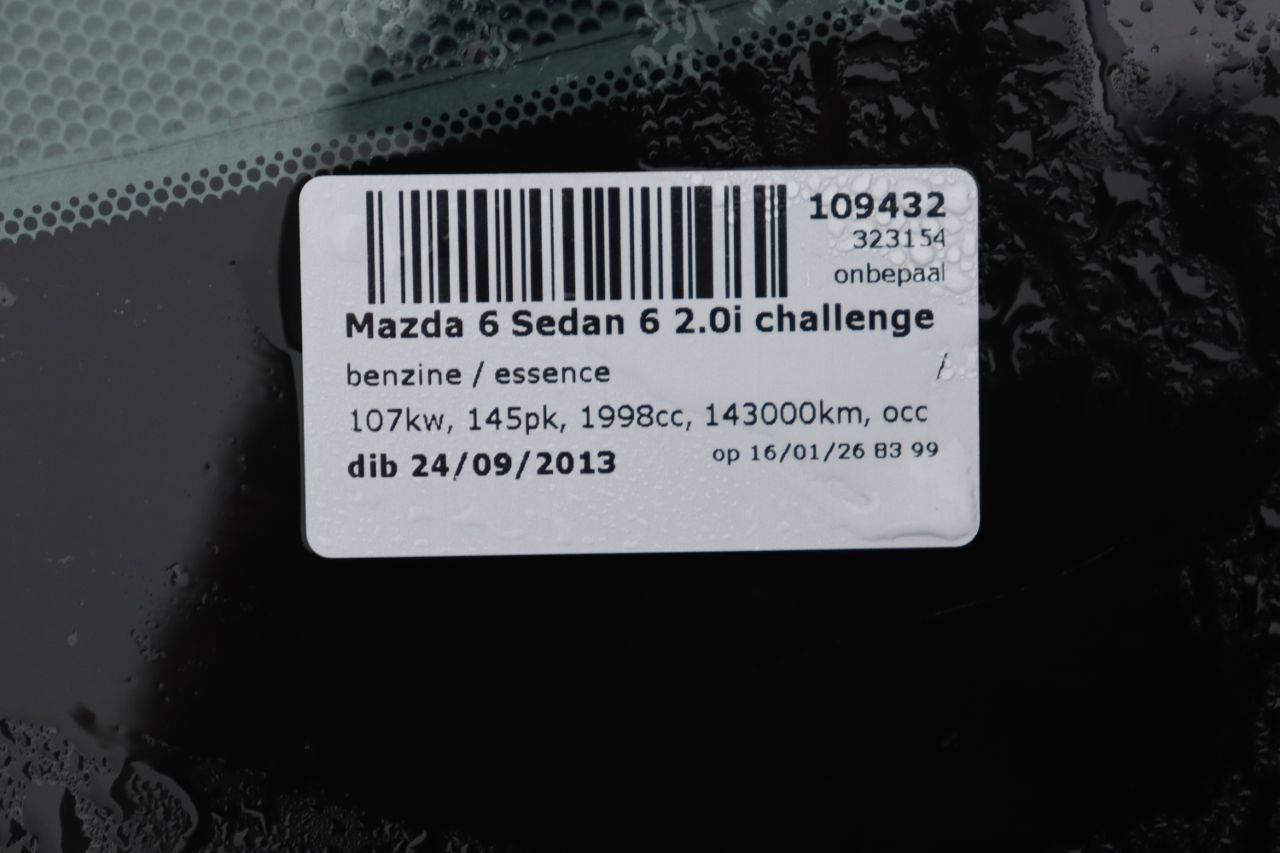 109432
323154
onbepaal
Mazda 6 Sedan 6 2.0i challenge
benzine / essence /
107kw, 145pk, 1998cc, 143000km, occ
dib 24/09/2013 op 16/01/26 83 99